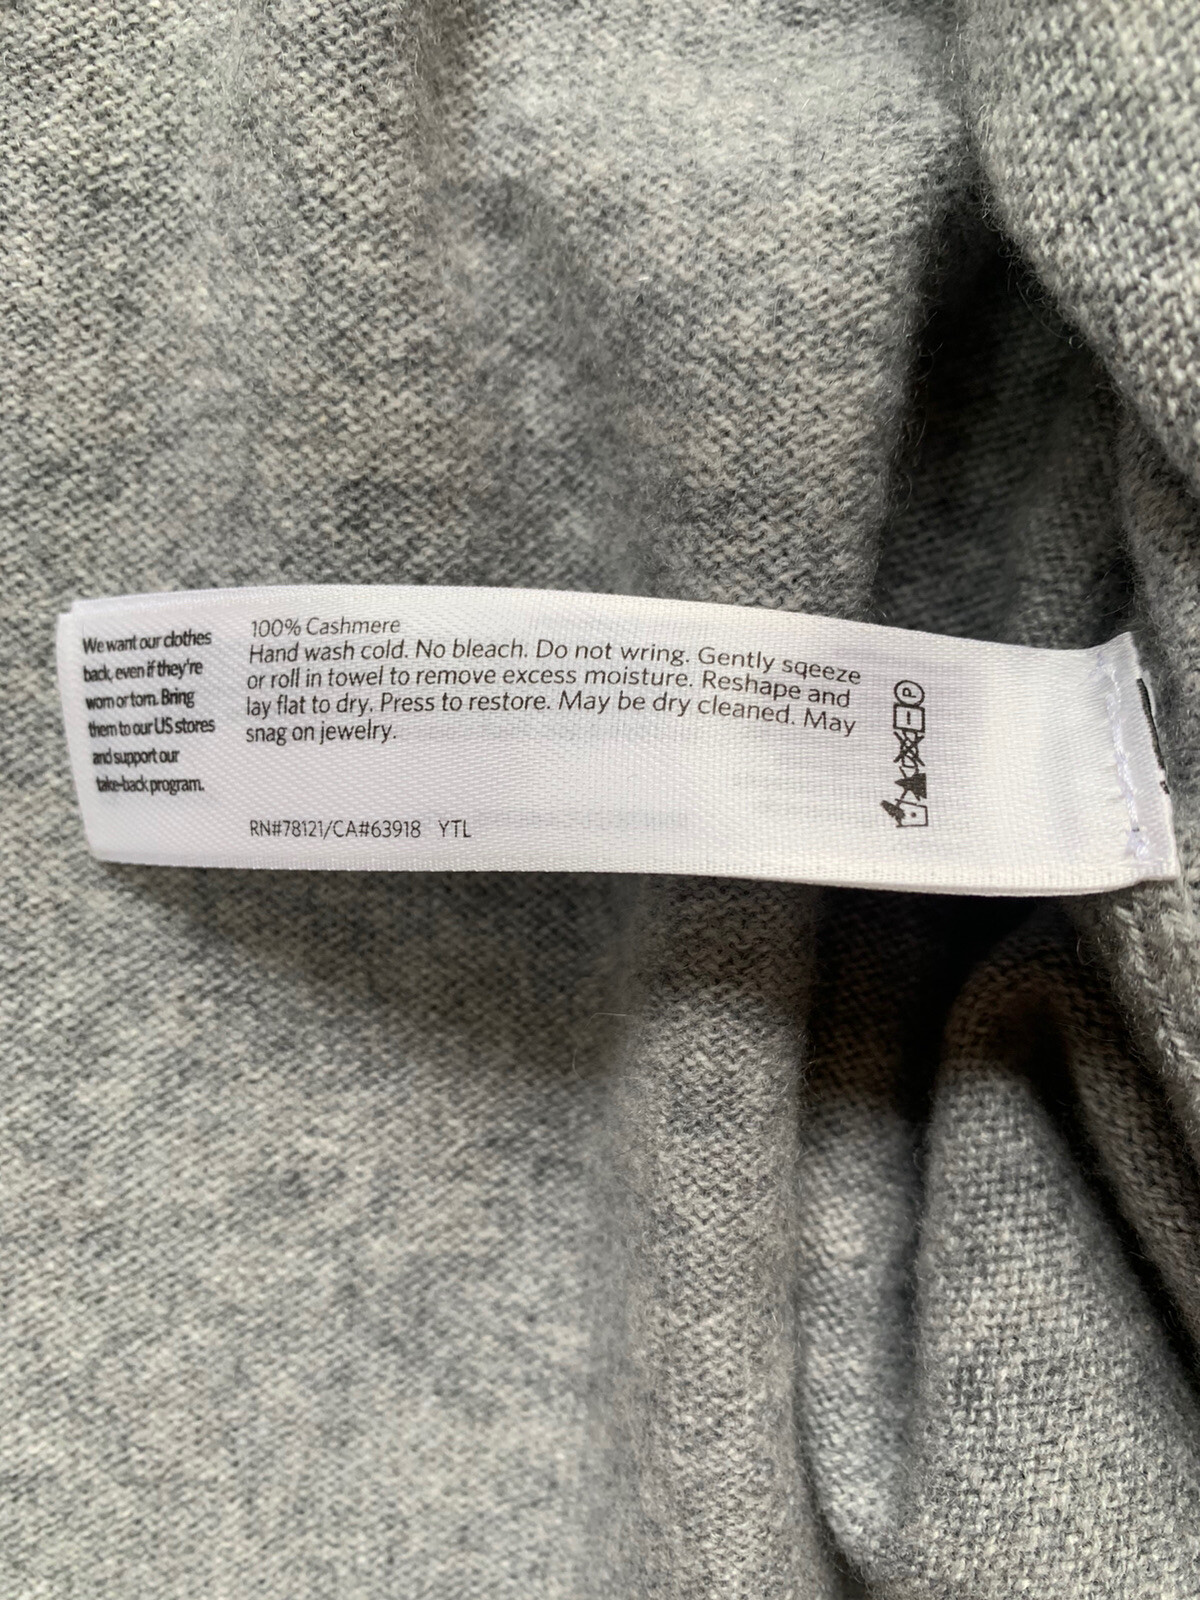 We want our clothes
back, even if they're
worn or torn. Bring
them to our US stores
and support our
take-back program.
100% Cashmere
Hand wash cold. No bleach. Do not wring. Gently sqeeze
or roll in towel to remove excess moisture. Reshape and
lay flat to dry. Press to restore. May be dry cleaned. May
snag on jewelry.
RN#78121/CA#63918 YTL
P